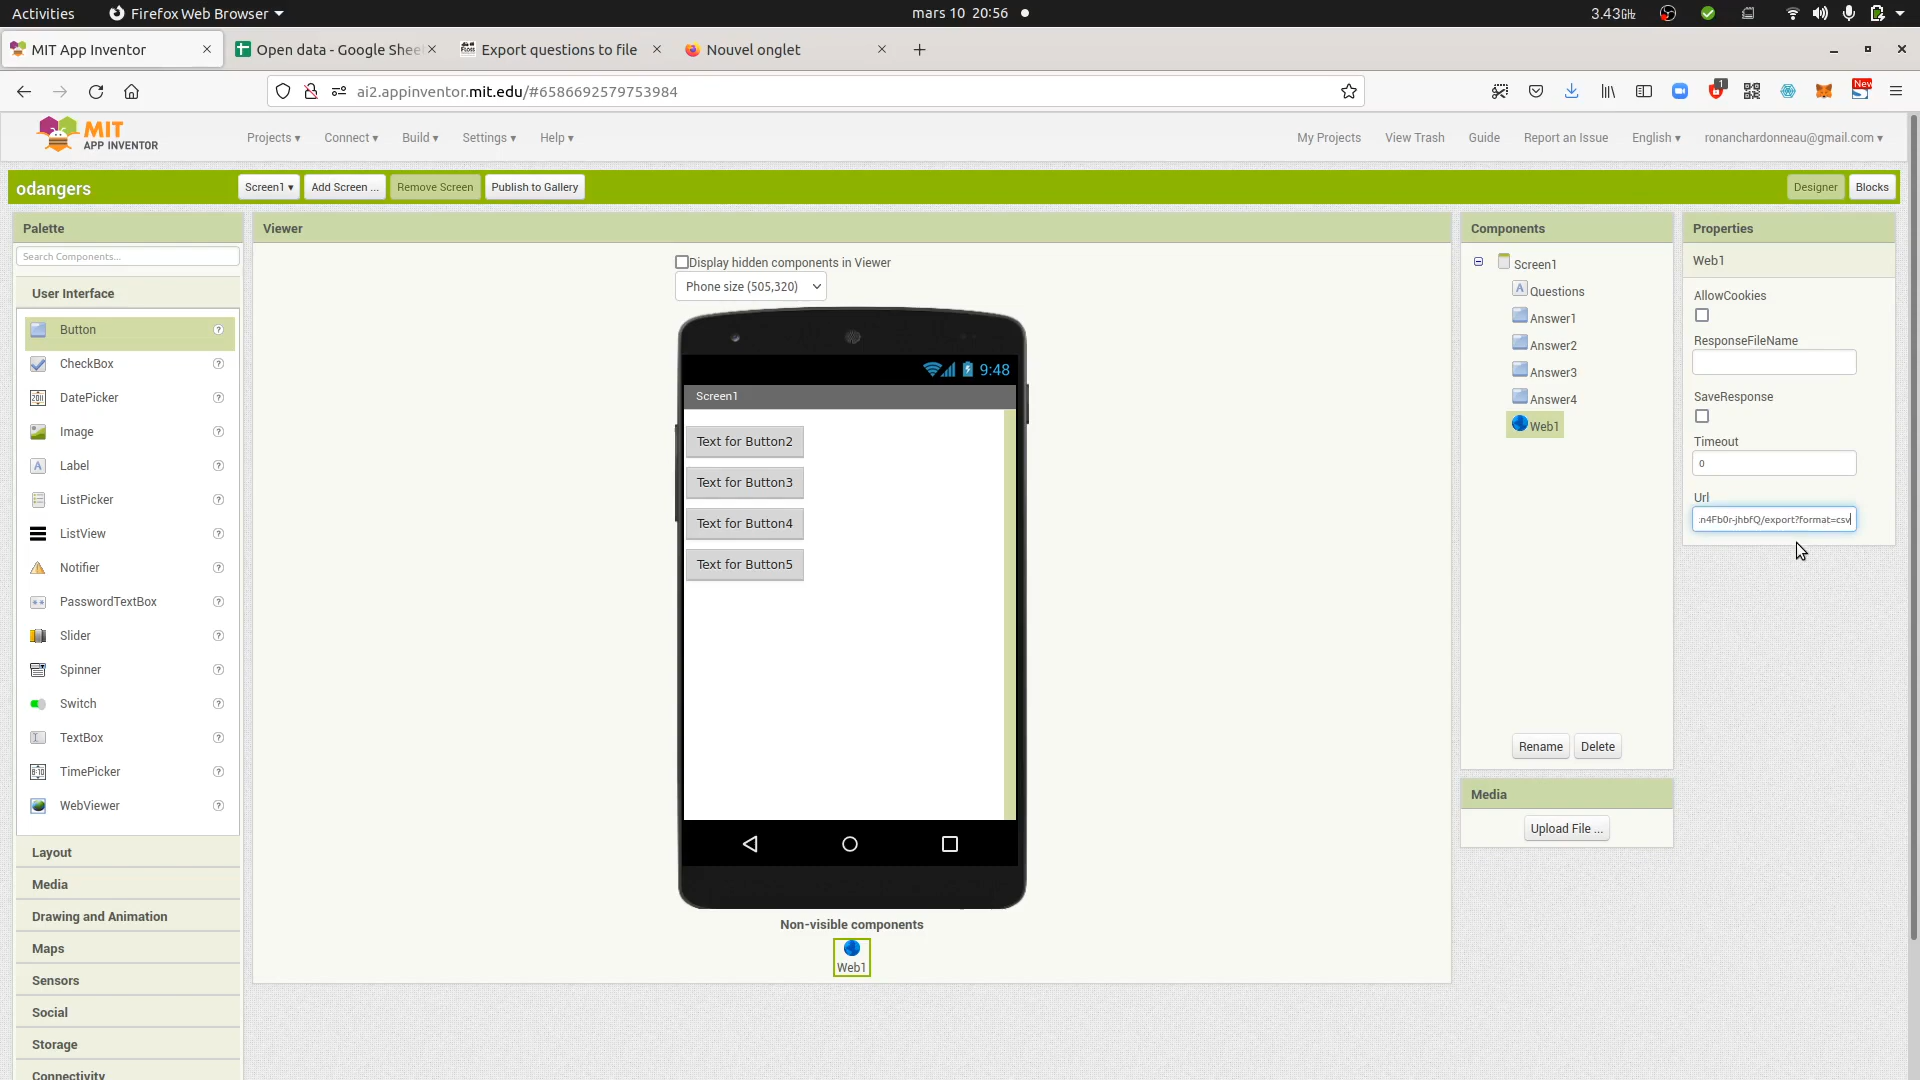 Activities
Firefox Web Browser
mars 10 20:56
3.43GHz
MIT App Inventor
Open data - Google Shee
Export questions to file
Nouvel onglet
ai2.appinventor.mit.edu/#6586692579753984
1
New
MIT
APP INVENTOR
Projects
Connect
Build
Settings
Help
My Projects
View Trash
Guide
Report an Issue
English
ronanchardonneau@gmail.com
odangers
Screen1
Add Screen ...
Remove Screen
Publish to Gallery
Designer
Blocks
Palette
Search Components...
User Interface
Button
CheckBox
DatePicker
Image
Label
ListPicker
ListView
Notifier
PasswordTextBox
Slider
Spinner
Switch
TextBox
TimePicker
WebViewer
Layout
Media
Drawing and Animation
Maps
Sensors
Social
Storage
Connectivity
Viewer
Display hidden components in Viewer
Phone size (505,320)
9:48
Screen1
Text for Button2
Text for Button3
Text for Button4
Text for Button5
Non-visible components
Web1
Components
Screen1
Questions
Answer1
Answer2
Answer3
Answer4
Web1
Rename
Delete
Media
Upload File ...
Properties
Web1
AllowCookies
ResponseFileName
SaveResponse
Timeout
0
Url
n4Fb0r-jhbfQ/export?format=csv